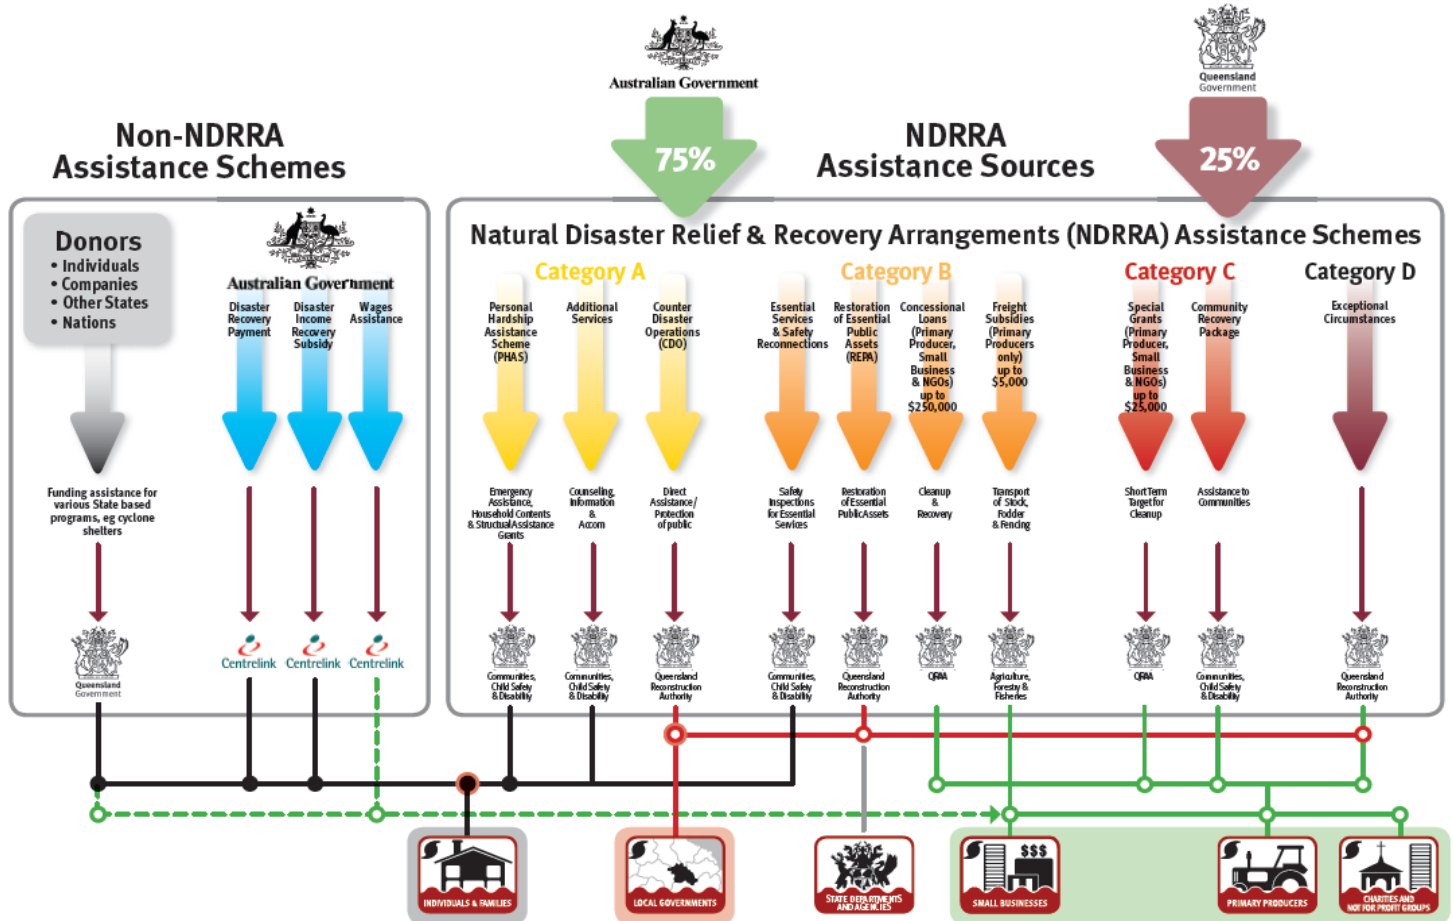 Australian Government
Queensland
Government
Non-NDRRA
Assistance Schemes
75%
NDRRA
Assistance Sources
25%
Donors
• Individuals
• Companies
• Other States
• Nations
Australian Government
Disaster
Recovery
Payment
Disaster
Income
Recovery
Subsidy
Wages
Assistance
Funding assistance for
various State based
programs, eg cyclone
shelters
Queensland
Government
Centrelink
Centrelink
Centrelink
Natural Disaster Relief & Recovery Arrangements (NDRRA) Assistance Schemes
Category A
Category B
Category C
Category D
Personal
Hardship
Assistance
Scheme
(PHAS)
Additional
Services
Counter
Disaster
Operations
(CDO)
Essential
Services
& Safety
Reconnections
Restoration
of Essential
Public
Assets
(REPA)
Concessional
Loans
(Primary
Producer,
Small
Business
& NGOs)
up to
$250,000
Freight
Subsidies
(Primary
Producers
only)
up to
$5,000
Special
Grants
(Primary
Producer,
Small
Business
& NGOs)
up to
$25,000
Community
Recovery
Package
Exceptional
Circumstances
Emergency
Assistance,
Household Contents
& Structual Assistance
Grants
Counseling,
Information
&
Accom
Direct
Assistance/
Protection
of public
Safety
Inspections
for Essential
Services
Restoration
of Essential
Public Assets
Cleanup
&
Recovery
Transport
of Stock,
Fodder
& Fencing
Short Term
Target for
Cleanup
Assistance to
Communities
Communities,
Child Safety
& Disability
Communities,
Child Safety
& Disability
Queensland
Reconstruction
Authority
Communities,
Child Safety
& Disability
Queensland
Reconstruction
Authority
QRAA
Agriculture,
Forestry &
Fisheries
QRAA
Communities,
Child Safety
& Disability
Queensland
Reconstruction
Authority
INDIVIDUALS & FAMILIES
LOCAL GOVERNMENTS
STATE DEPARTMENTS
AND AGENCIES
$$$
SMALL BUSINESSES
PRIMARY PRODUCERS
CHARITIES AND
NOT FOR PROFIT GROUPS